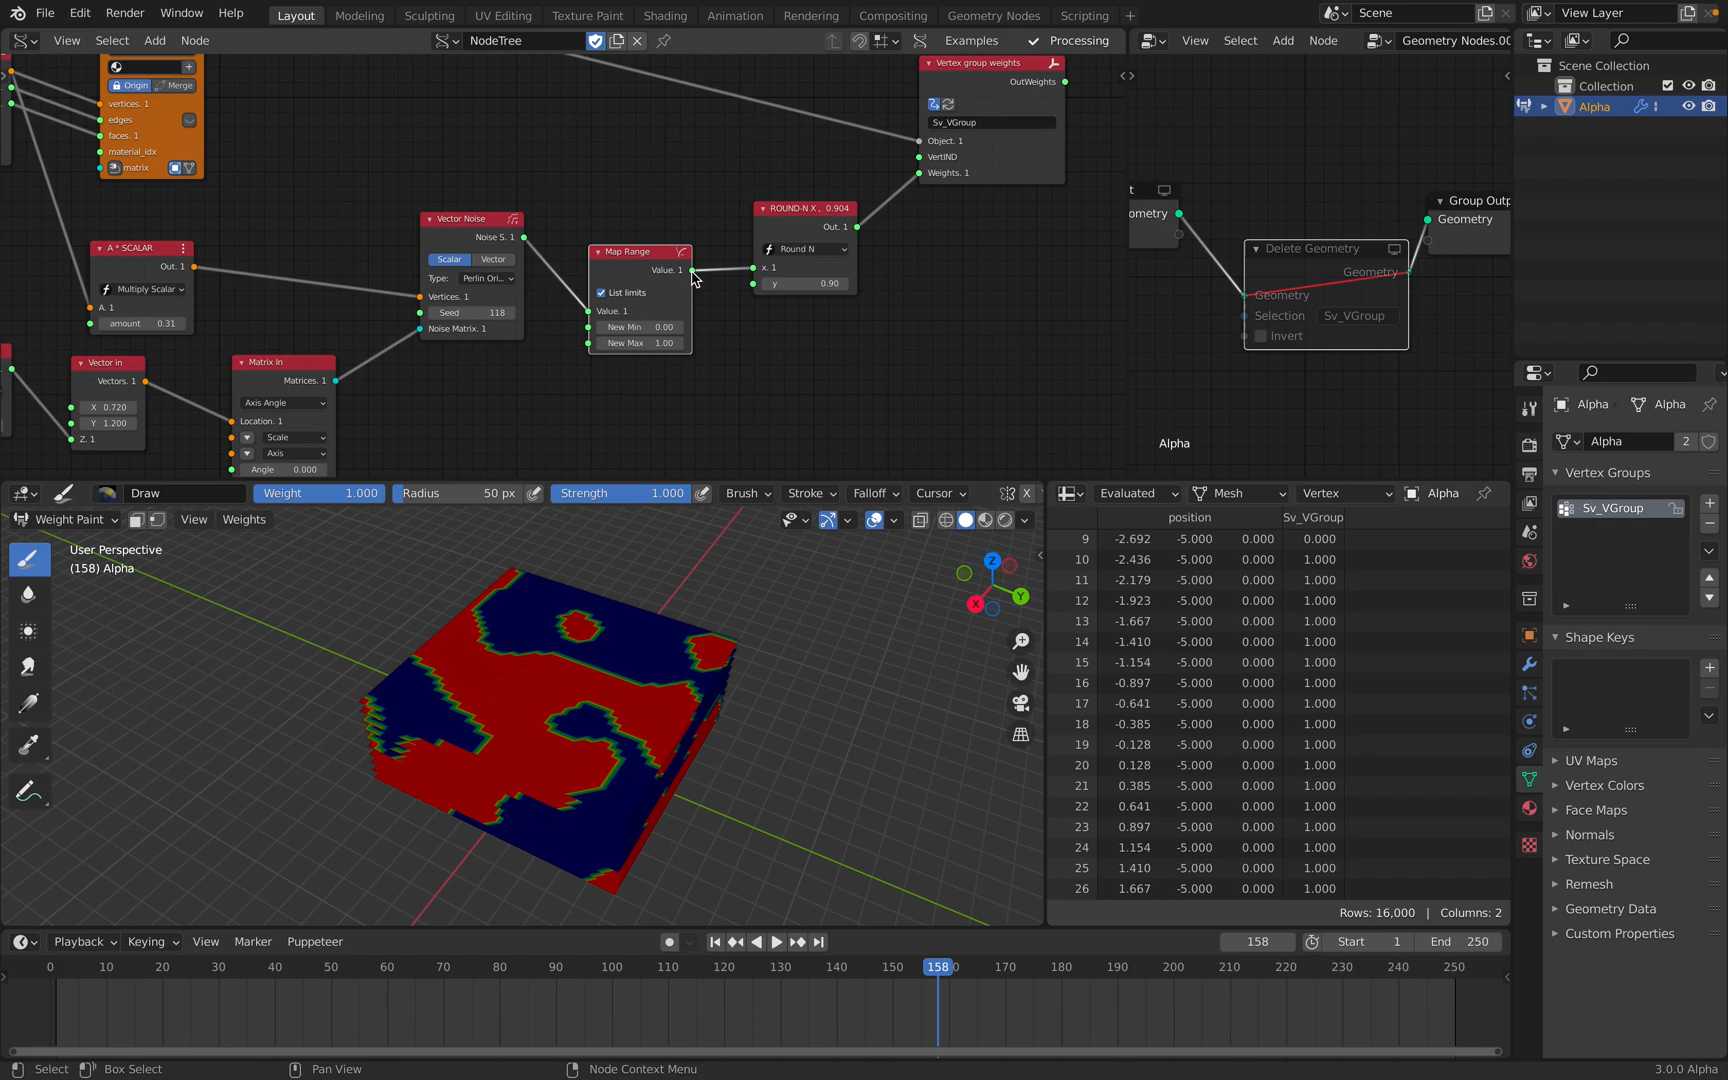 File Edit Render Window Help Layout Modeling Sculpting UV Editing Texture Paint Shading Animation Rendering Compositing Geometry Nodes Scripting Scene View Layer
View Select Add Node NodeTree Examples Processing View Select Add Node Geometry Nodes.00
Origin Merge
vertices. 1
edges
faces. 1
material_idx
matrix
A * SCALAR
Out. 1
Multiply Scalar
A. 1
amount 0.31
Vector in
Vectors. 1
X 0.720
Y 1.200
Z. 1
Matrix In
Matrices. 1
Axis Angle
Location. 1
Scale
Axis
Angle 0.000
Vector Noise
Noise S. 1
Scalar Vector
Type: Perlin Ori...
Vertices. 1
Seed 118
Noise Matrix. 1
Map Range
Value. 1
List limits
Value. 1
New Min 0.00
New Max 1.00
ROUND-N X , 0.904
Out. 1
Round N
x. 1
y 0.90
Vertex group weights
OutWeights
Sv_VGroup
Object. 1
VertIND
Weights. 1
t
ometry
Delete Geometry
Geometry
Geometry
Selection Sv_VGroup
Invert
Group Outp
Geometry
Alpha
Scene Collection
Collection
Alpha
Alpha Alpha
Alpha 2
Vertex Groups
Sv_VGroup
Shape Keys
UV Maps
Vertex Colors
Face Maps
Normals
Texture Space
Remesh
Geometry Data
Custom Properties
Draw Weight 1.000 Radius 50 px Strength 1.000 Brush Stroke Falloff Cursor X
Weight Paint View Weights
User Perspective
(158) Alpha
Z
Y
X
Evaluated Mesh Vertex Alpha
position Sv_VGroup
9 -2.692 -5.000 0.000 0.000
10 -2.436 -5.000 0.000 1.000
11 -2.179 -5.000 0.000 1.000
12 -1.923 -5.000 0.000 1.000
13 -1.667 -5.000 0.000 1.000
14 -1.410 -5.000 0.000 1.000
15 -1.154 -5.000 0.000 1.000
16 -0.897 -5.000 0.000 1.000
17 -0.641 -5.000 0.000 1.000
18 -0.385 -5.000 0.000 1.000
19 -0.128 -5.000 0.000 1.000
20 0.128 -5.000 0.000 1.000
21 0.385 -5.000 0.000 1.000
22 0.641 -5.000 0.000 1.000
23 0.897 -5.000 0.000 1.000
24 1.154 -5.000 0.000 1.000
25 1.410 -5.000 0.000 1.000
26 1.667 -5.000 0.000 1.000
Rows: 16,000 | Columns: 2
Playback Keying View Marker Puppeteer 158 Start 1 End 250
0 10 20 30 40 50 60 70 80 90 100 110 120 130 140 150 158 0 170 180 190 200 210 220 230 240 250
Select Box Select Pan View Node Context Menu 3.0.0 Alpha